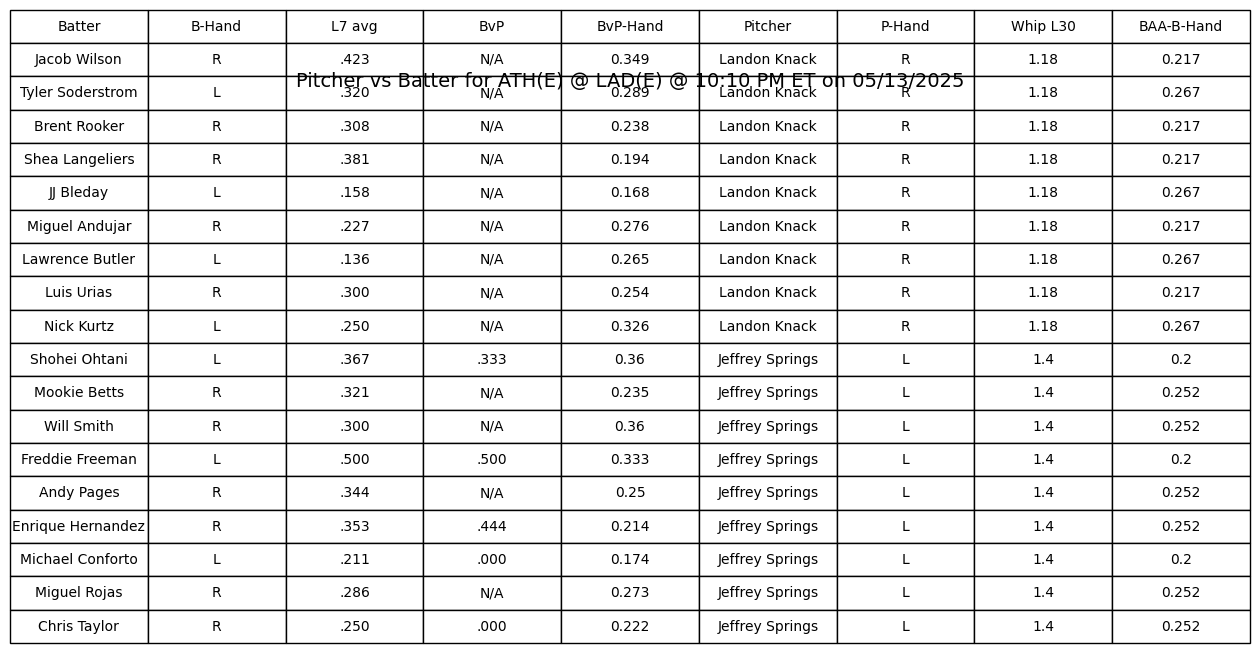 Batter B-Hand L7 avg BvP BvP-Hand Pitcher P-Hand Whip L30 BAA-B-Hand
Jacob Wilson R .423 N/A 0.349 Landon Knack R 1.18 0.217
Pitcher vs Batter for ATH(E) @ LAD(E) @ 10:10 PM ET on 05/13/2025
Tyler Soderstrom L .320 N/A 0.289 Landon Knack R 1.18 0.267
Brent Rooker R .308 N/A 0.238 Landon Knack R 1.18 0.217
Shea Langeliers R .381 N/A 0.194 Landon Knack R 1.18 0.217
JJ Bleday L .158 N/A 0.168 Landon Knack R 1.18 0.267
Miguel Andujar R .227 N/A 0.276 Landon Knack R 1.18 0.217
Lawrence Butler L .136 N/A 0.265 Landon Knack R 1.18 0.267
Luis Urias R .300 N/A 0.254 Landon Knack R 1.18 0.217
Nick Kurtz L .250 N/A 0.326 Landon Knack R 1.18 0.267
Shohei Ohtani L .367 .333 0.36 Jeffrey Springs L 1.4 0.2
Mookie Betts R .321 N/A 0.235 Jeffrey Springs L 1.4 0.252
Will Smith R .300 N/A 0.36 Jeffrey Springs L 1.4 0.252
Freddie Freeman L .500 .500 0.333 Jeffrey Springs L 1.4 0.2
Andy Pages R .344 N/A 0.25 Jeffrey Springs L 1.4 0.252
Enrique Hernandez R .353 .444 0.214 Jeffrey Springs L 1.4 0.252
Michael Conforto L .211 .000 0.174 Jeffrey Springs L 1.4 0.2
Miguel Rojas R .286 N/A 0.273 Jeffrey Springs L 1.4 0.252
Chris Taylor R .250 .000 0.222 Jeffrey Springs L 1.4 0.252